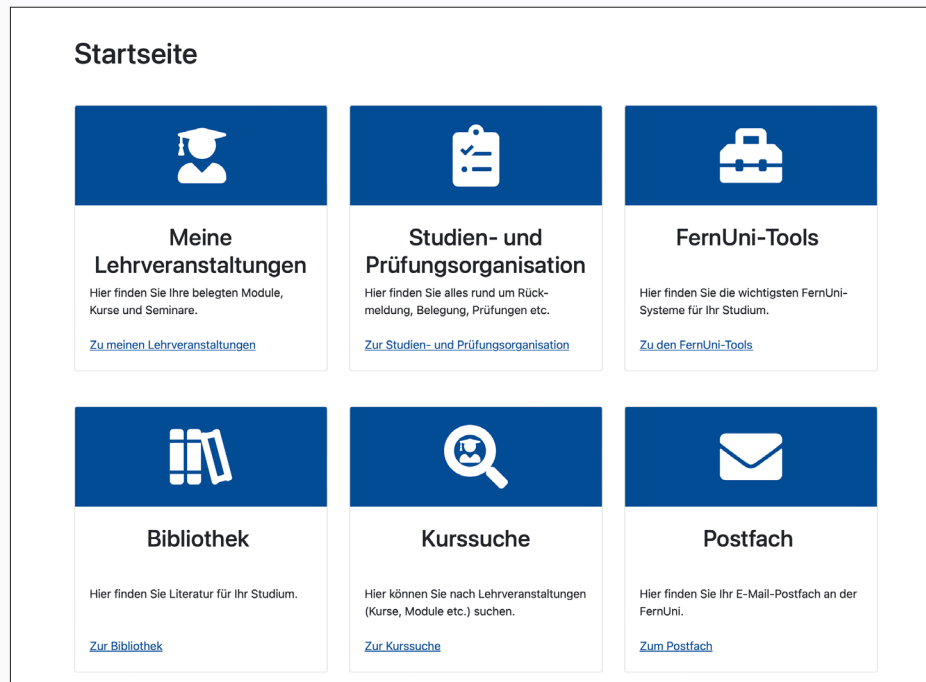 Startseite
Meine
Lehrveranstaltungen
Hier finden Sie Ihre belegten Module,
Kurse und Seminare.
Zu meinen Lehrveranstaltungen
Studien- und
Prüfungsorganisation
Hier finden Sie alles rund um Rück-
meldung, Belegung, Prüfungen etc.
Zur Studien- und Prüfungsorganisation
FernUni-Tools
Hier finden Sie die wichtigsten FernUni-
Systeme für Ihr Studium.
Zu den FernUni-Tools
Bibliothek
Hier finden Sie Literatur für Ihr Studium.
Zur Bibliothek
Kurssuche
Hier können Sie nach Lehrveranstaltungen
(Kurse, Module etc.) suchen.
Zur Kurssuche
Postfach
Hier finden Sie Ihr E-Mail-Postfach an der
FernUni.
Zum Postfach